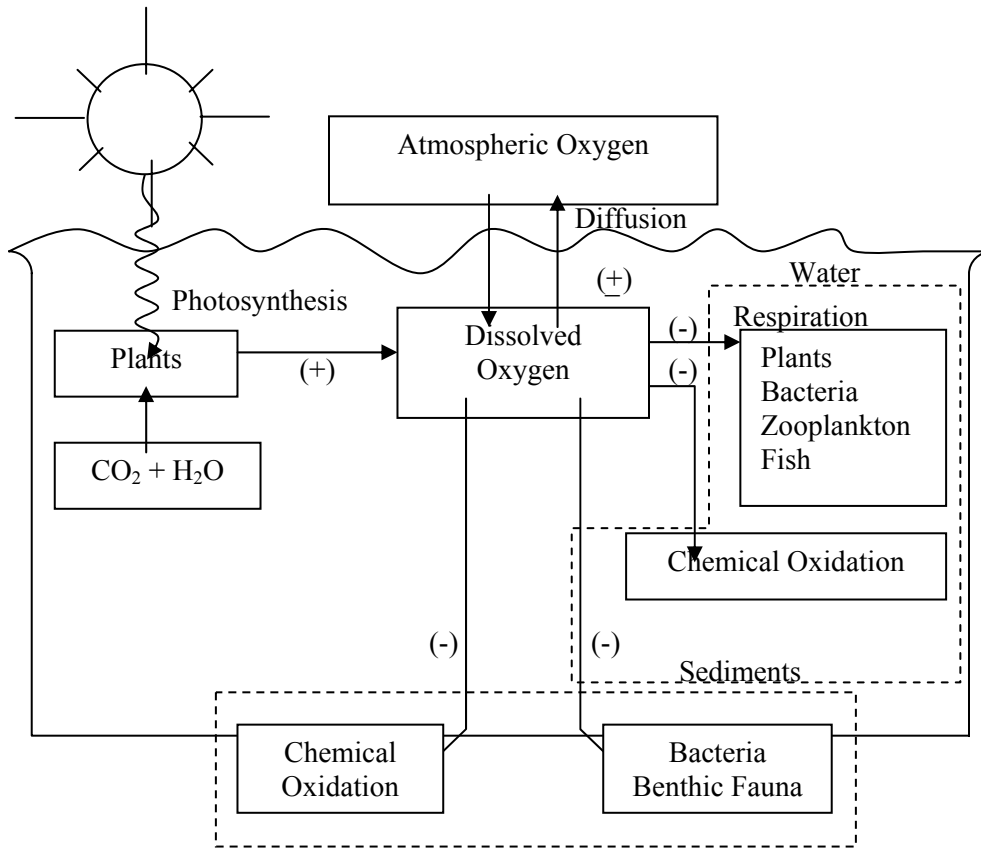 Atmospheric Oxygen
Diffusion
(±)
Water
Photosynthesis
Plants
(+)
Dissolved
Oxygen
(-)
(-)
Respiration
Plants
Bacteria
Zooplankton
Fish
CO₂ + H₂O
Chemical Oxidation
(-)
(-)
Sediments
Chemical
Oxidation
Bacteria
Benthic Fauna